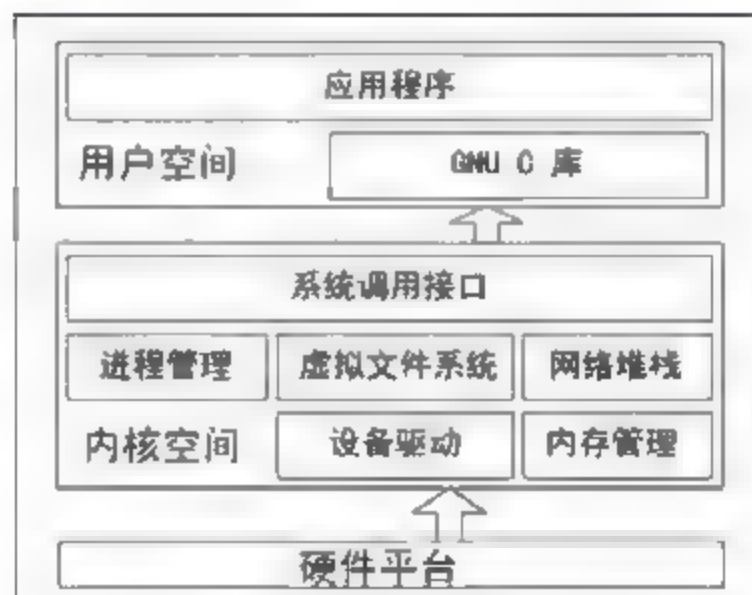 应用程序
用户空间 GNU C 库
系统调用接口
进程管理 虚拟文件系统 网络堆栈
内核空间 设备驱动 内存管理
硬件平台